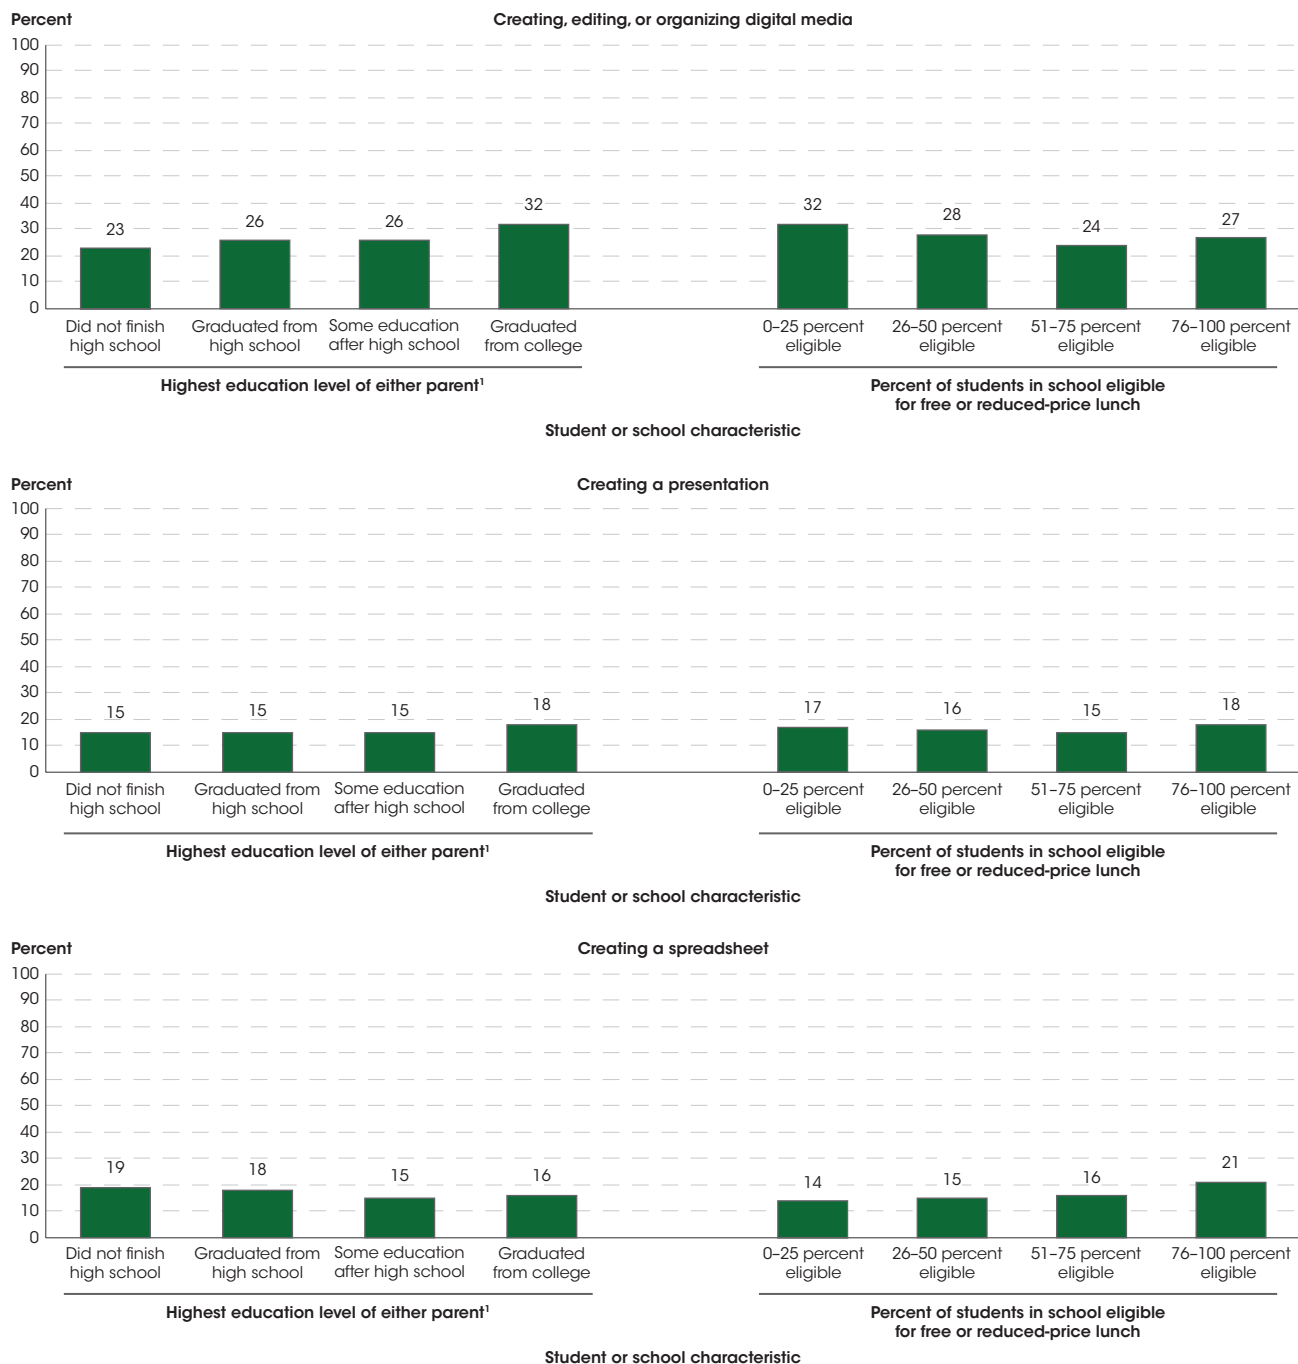 Percent
Creating, editing, or organizing digital media
100
90
80
70
60
50
40
30
20
10
0
23
26
26
32
32
28
24
27
Did not finish
high school
Graduated from
high school
Some education
after high school
Graduated
from college
0–25 percent
eligible
26–50 percent
eligible
51–75 percent
eligible
76–100 percent
eligible
Highest education level of either parent¹
Percent of students in school eligible
for free or reduced-price lunch
Student or school characteristic
Percent
Creating a presentation
100
90
80
70
60
50
40
30
20
10
0
15
15
15
18
17
16
15
18
Did not finish
high school
Graduated from
high school
Some education
after high school
Graduated
from college
0–25 percent
eligible
26–50 percent
eligible
51–75 percent
eligible
76–100 percent
eligible
Highest education level of either parent¹
Percent of students in school eligible
for free or reduced-price lunch
Student or school characteristic
Percent
Creating a spreadsheet
100
90
80
70
60
50
40
30
20
10
0
19
18
15
16
14
15
16
21
Did not finish
high school
Graduated from
high school
Some education
after high school
Graduated
from college
0–25 percent
eligible
26–50 percent
eligible
51–75 percent
eligible
76–100 percent
eligible
Highest education level of either parent¹
Percent of students in school eligible
for free or reduced-price lunch
Student or school characteristic